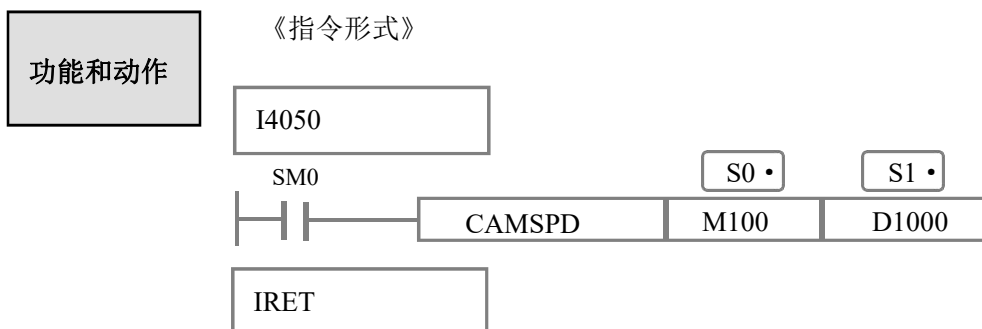 《指令形式》
功能和动作
I4050
SM0
S0 •
S1 •
CAMSPD
M100
D1000
IRET